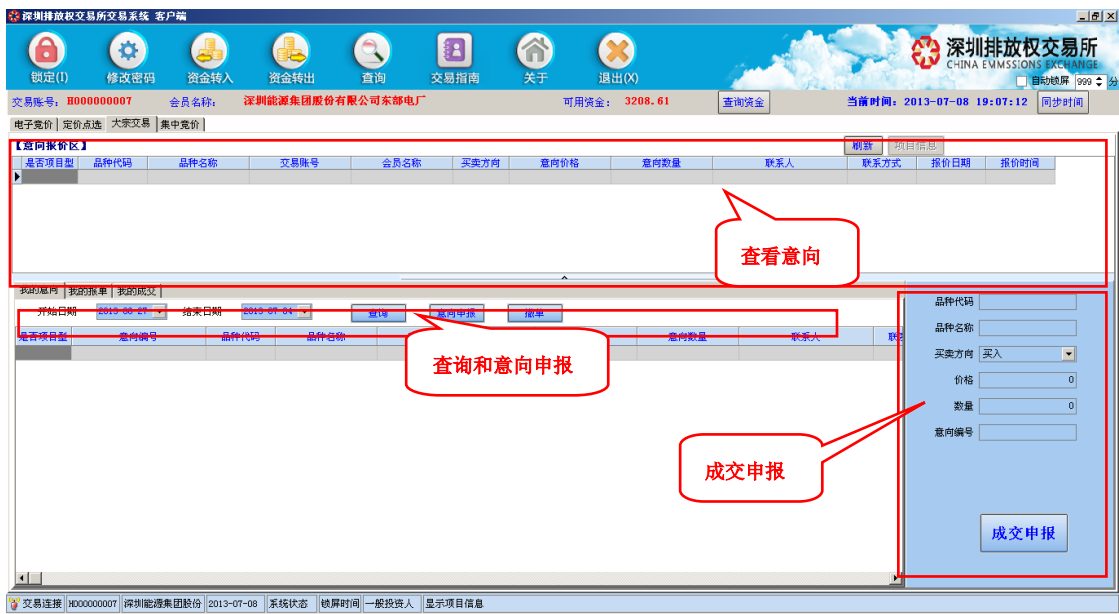 深圳排放权交易所交易系统 客户端
锁定(I) 修改密码 资金转入 资金转出 查询 交易指南 关于 退出(X)
深圳排放权交易所
CHINA EMMSSIONS EXCHANGE
自动锁屏 999 分
交易账号: H000000007 会员名称: 深圳能源集团股份有限公司东部电厂 可用资金: 3208.61 查询资金 当前时间: 2013-07-08 19:07:12 同步时间
电子竞价 定价点选 大宗交易 集中竞价
【意向报价区】 刷新 项目信息
是否项目型 品种代码 品种名称 交易账号 会员名称 买卖方向 意向价格 意向数量 联系人 联系方式 报价日期 报价时间
查看意向
我的意向 我的报单 我的成交
开始日期 2013-06-27 结束日期 2013-07-04 查询 意向申报 撤单
是否项目型 意向编号 品种代码 品种名称 意向数量 联系人
查询和意向申报
品种代码
品种名称
买卖方向 买入
价格 0
数量 0
意向编号
成交申报
成交申报
交易连接 H000000007 深圳能源集团股份 2013-07-08 系统状态 锁屏时间 一般投资人 显示项目信息